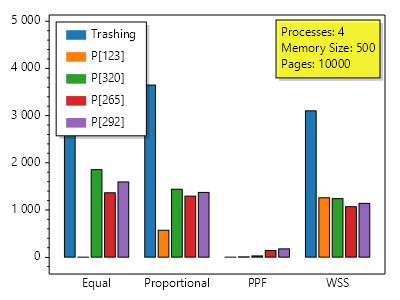 5 000
4 000
3 000
2 000
1 000
0
Trashing
P[123]
P[320]
P[265]
P[292]
Processes: 4
Memory Size: 500
Pages: 10000
Equal
Proportional
PPF
WSS